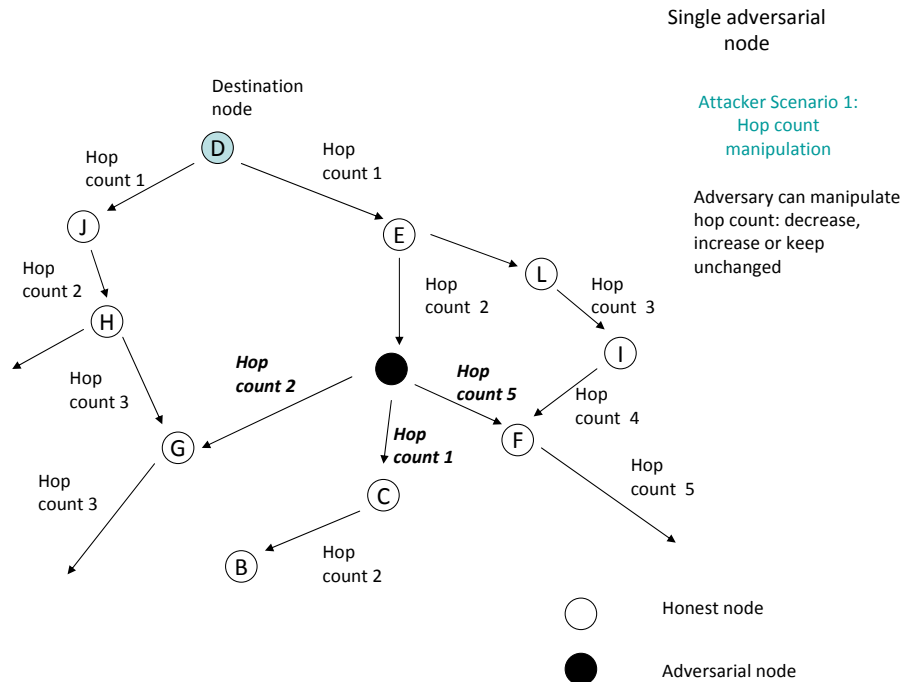 Single adversarial
node
Attacker Scenario 1:
Hop count
manipulation
Adversary can manipulate
hop count: decrease,
increase or keep
unchanged
Destination
node
D
Hop
count 1
Hop
count 1
J
E
Hop
count 2
Hop
count 2
L
Hop
count 3
H
I
Hop
count 3
Hop
count 2
Hop
count 5
Hop
count 4
G
Hop
count 1
F
Hop
count 3
C
Hop
count 5
B
Hop
count 2
Honest node
Adversarial node